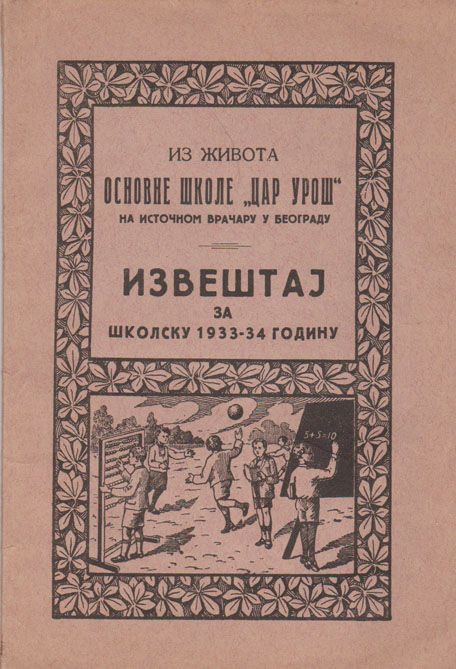 ИЗ ЖИВОТА
ОСНОВНЕ ШКОЛЕ „ЦАР УРОШ“
НА ИСТОЧНОМ ВРАЧАРУ У БЕОГРАДУ
ИЗВЕШТАЈ
ЗА
ШКОЛСКУ 1933-34 ГОДИНУ
5+5=10